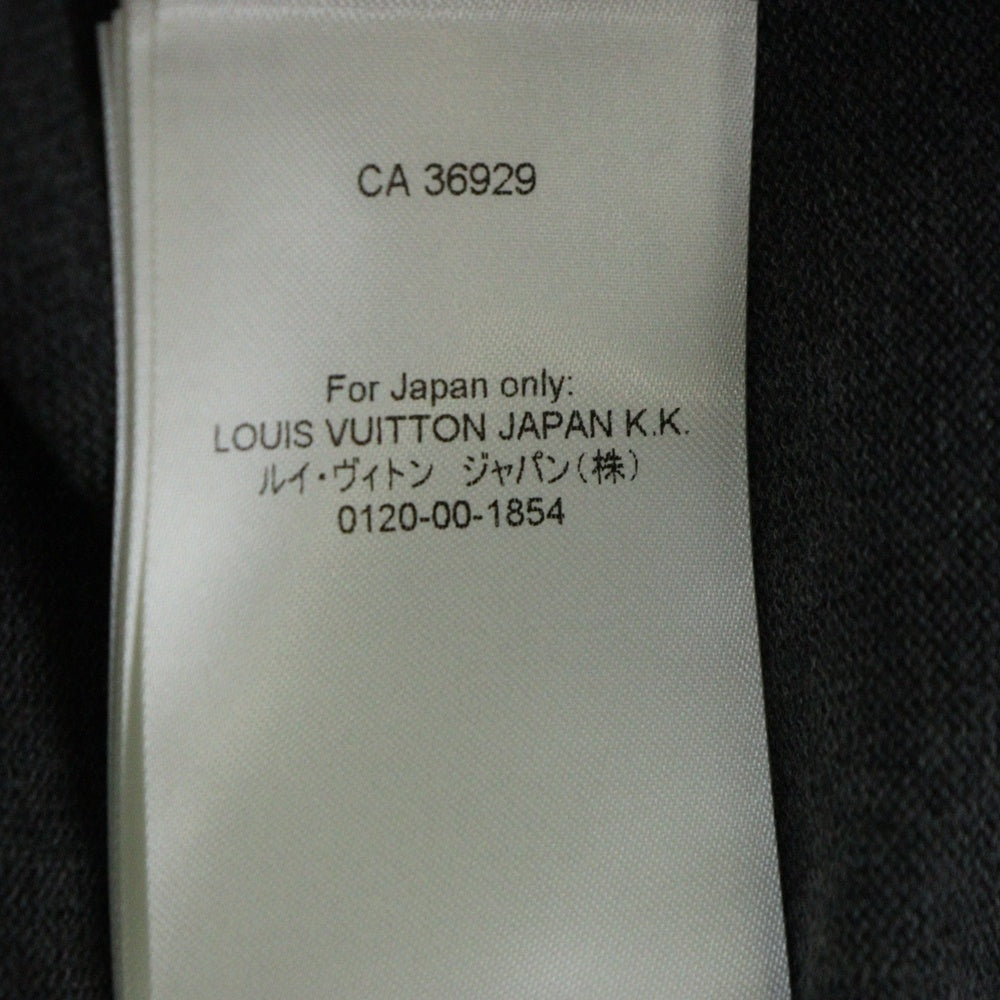 CA 36929
For Japan only:
LOUIS VUITTON JAPAN K.K.
ルイ・ヴィトン　ジャパン(株)
0120-00-1854